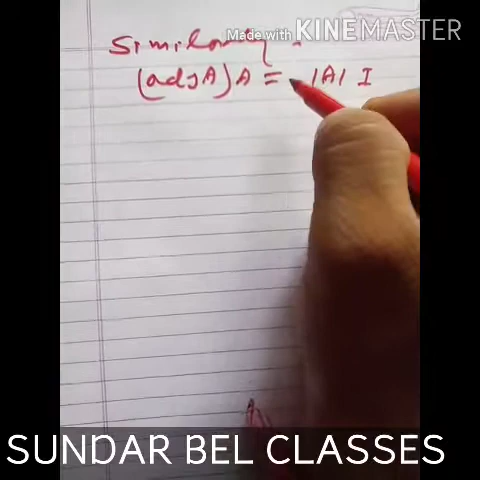 Made with KINEMASTER
Similarly :
(adjA)A = |A| I
SUNDAR BEL CLASSES